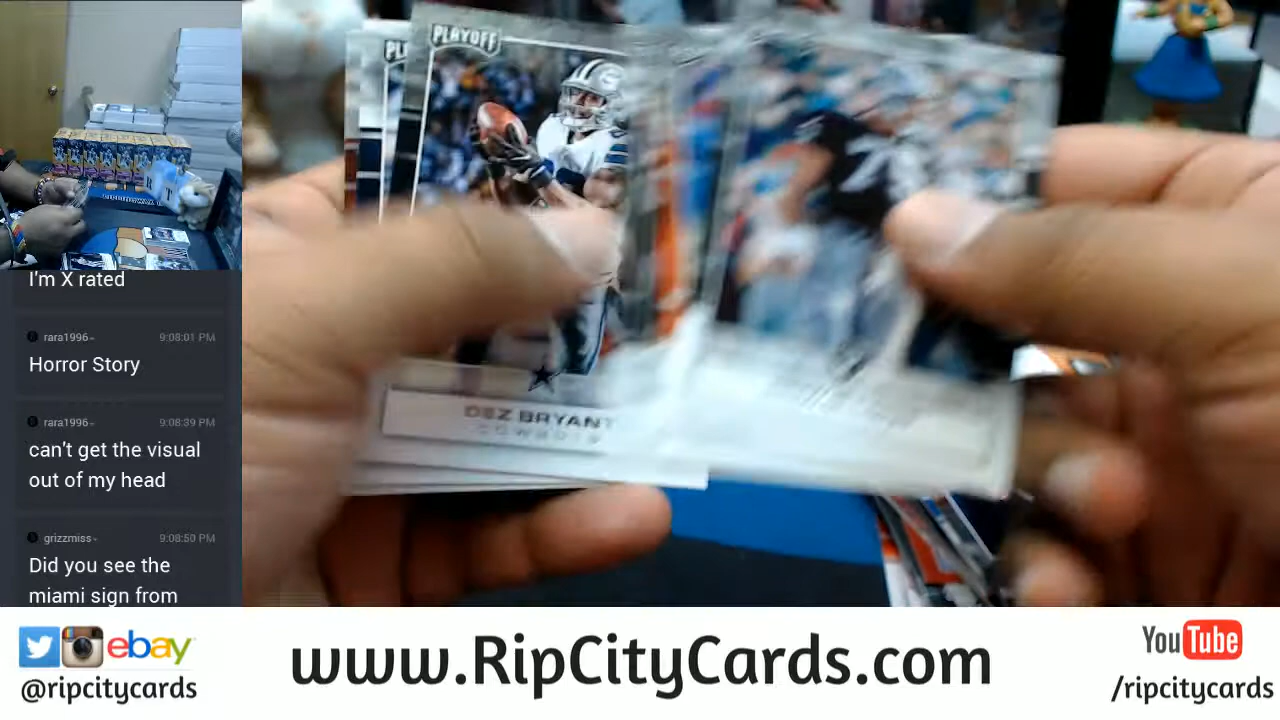 I'm X rated
rara1996
9:08:01 PM
Horror Story
rara1996
9:08:39 PM
can't get the visual
out of my head
grizzmiss
9:08:50 PM
Did you see the
miami sign from
PLAYOFF
PL
DEZ BRYANT
COWBOYS
ebay
@ripcitycards
www.RipCityCards.com
YouTube
/ripcitycards